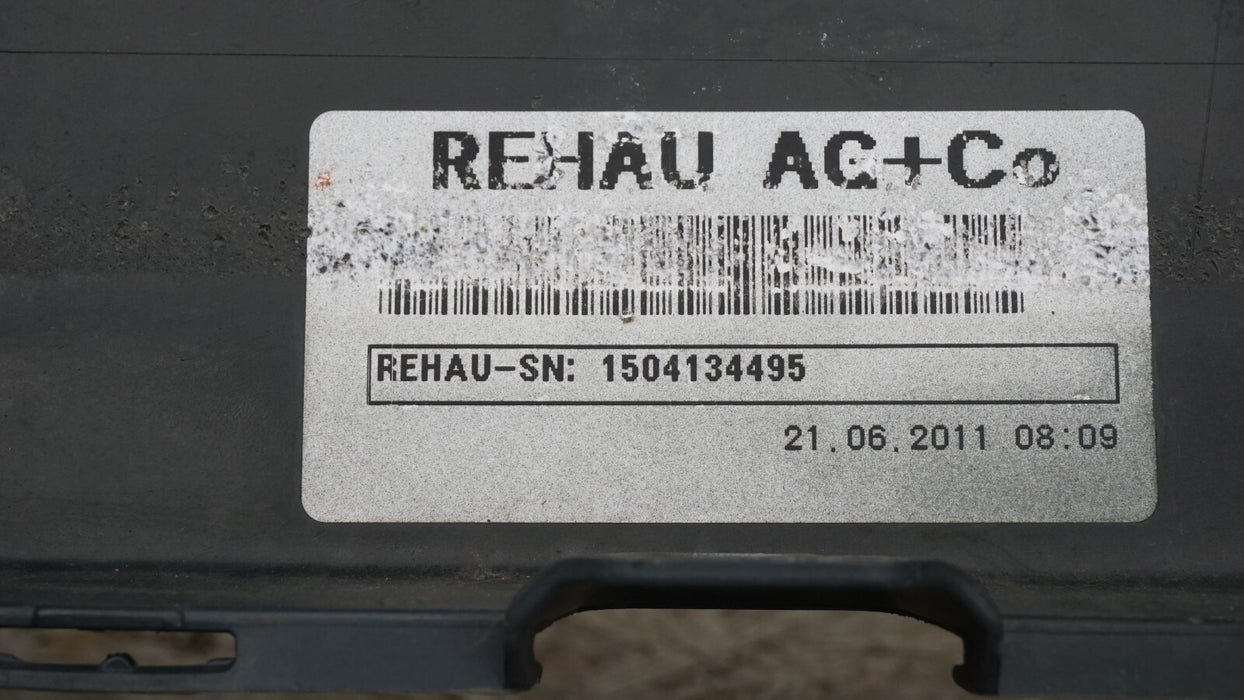 REHAU AG+Co
REHAU-SN: 1504134495
21.06.2011 08:09